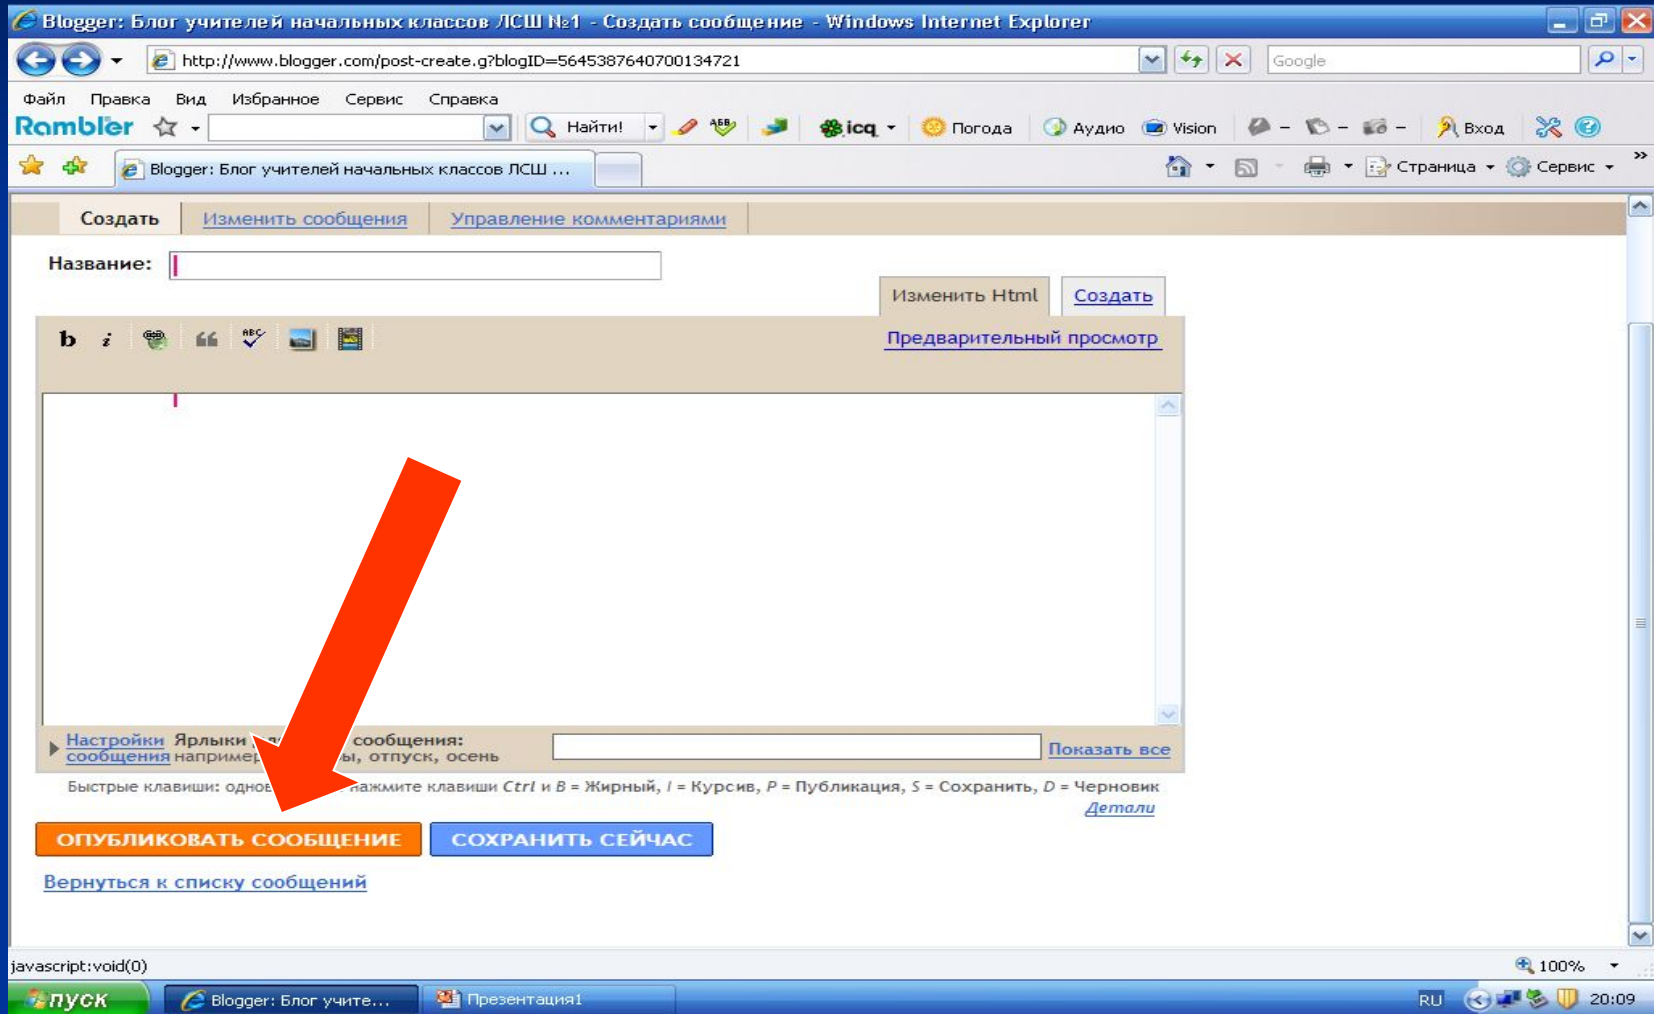 Blogger: Блог учителей начальных классов ЛСШ №1 - Создать сообщение - Windows Internet Explorer
http://www.blogger.com/post-create.g?blogID=5645387640700134721
Google
Файл Правка Вид Избранное Сервис Справка
Rambler Найти! ABP icq Погода Аудио Vision Вход
Blogger: Блог учителей начальных классов ЛСШ ...
Страница Сервис
Создать Изменить сообщения Управление комментариями
Название:
Изменить Html Создать
b i ABC Предварительный просмотр
Настройки Ярлыки сообщения:
сообщения например отпуск, осень
Показать все
Быстрые клавиши: нажмите клавиши Ctrl и B = Жирный, I = Курсив, P = Публикация, S = Сохранить, D = Черновик
Детали
ОПУБЛИКОВАТЬ СООБЩЕНИЕ СОХРАНИТЬ СЕЙЧАС
Вернуться к списку сообщений
javascript:void(0)
100%
пуск Blogger: Блог учите... Презентация1 RU 20:09